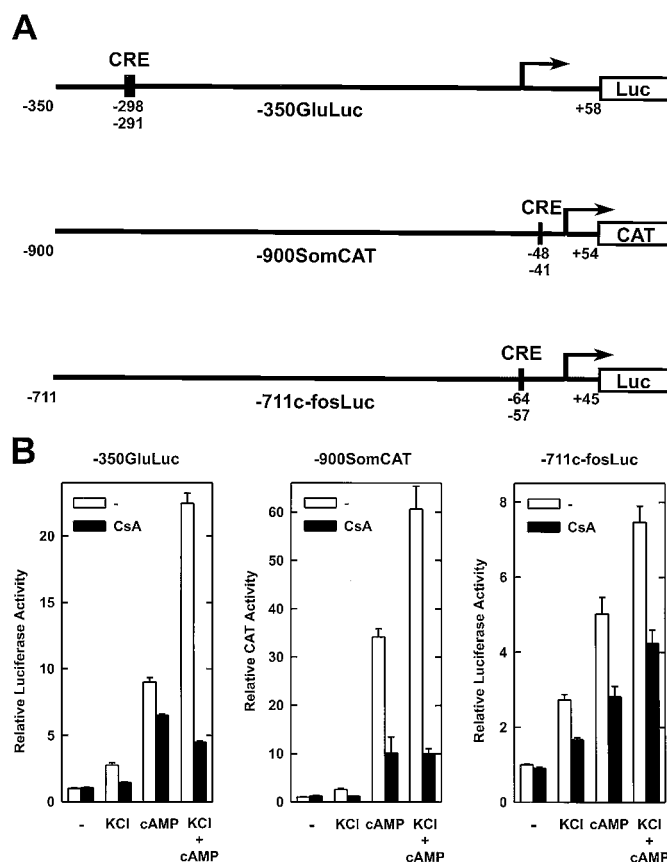 A
CRE
-350
-298
-291
-350GluLuc
+58
Luc
CRE
-900
-900SomCAT
-48
-41
+54
CAT
CRE
-711
-711c-fosLuc
-64
-57
+45
Luc
B
-350GluLuc
-
CsA
Relative Luciferase Activity
20
15
10
5
0
-
KCl
cAMP
KCl
+
cAMP
-900SomCAT
-
CsA
Relative CAT Activity
60
50
40
30
20
10
0
-
KCl
cAMP
KCl
+
cAMP
-711c-fosLuc
-
CsA
Relative Luciferase Activity
8
6
4
2
0
-
KCl
cAMP
KCl
+
cAMP